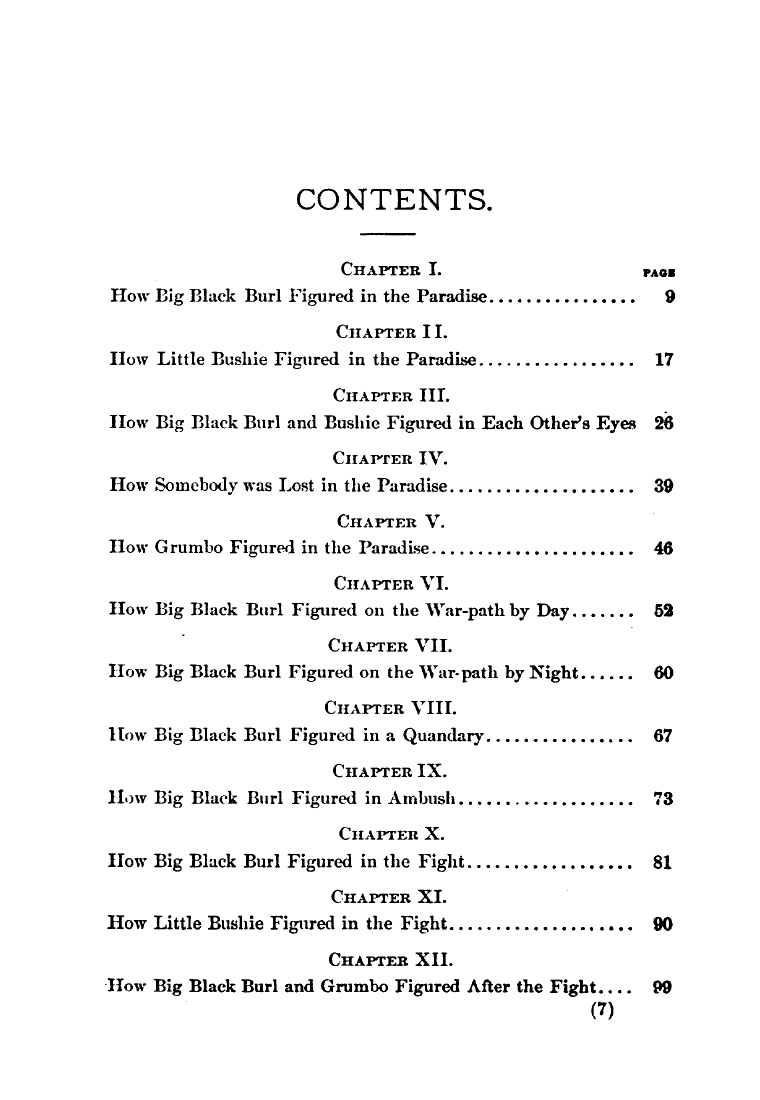 CONTENTS.
CHAPTER I. PAGE
How Big Black Burl Figured in the Paradise................ 9
CHAPTER II.
How Little Bushie Figured in the Paradise................. 17
CHAPTER III.
How Big Black Burl and Bushie Figured in Each Other's Eyes 26
CHAPTER IV.
How Somebody was Lost in the Paradise.................... 39
CHAPTER V.
How Grumbo Figured in the Paradise...................... 46
CHAPTER VI.
How Big Black Burl Figured on the War-path by Day....... 52
CHAPTER VII.
How Big Black Burl Figured on the War-path by Night...... 60
CHAPTER VIII.
How Big Black Burl Figured in a Quandary................ 67
CHAPTER IX.
How Big Black Burl Figured in Ambush................... 73
CHAPTER X.
How Big Black Burl Figured in the Fight.................. 81
CHAPTER XI.
How Little Bushie Figured in the Fight.................... 90
CHAPTER XII.
How Big Black Burl and Grumbo Figured After the Fight.... 99
(7)